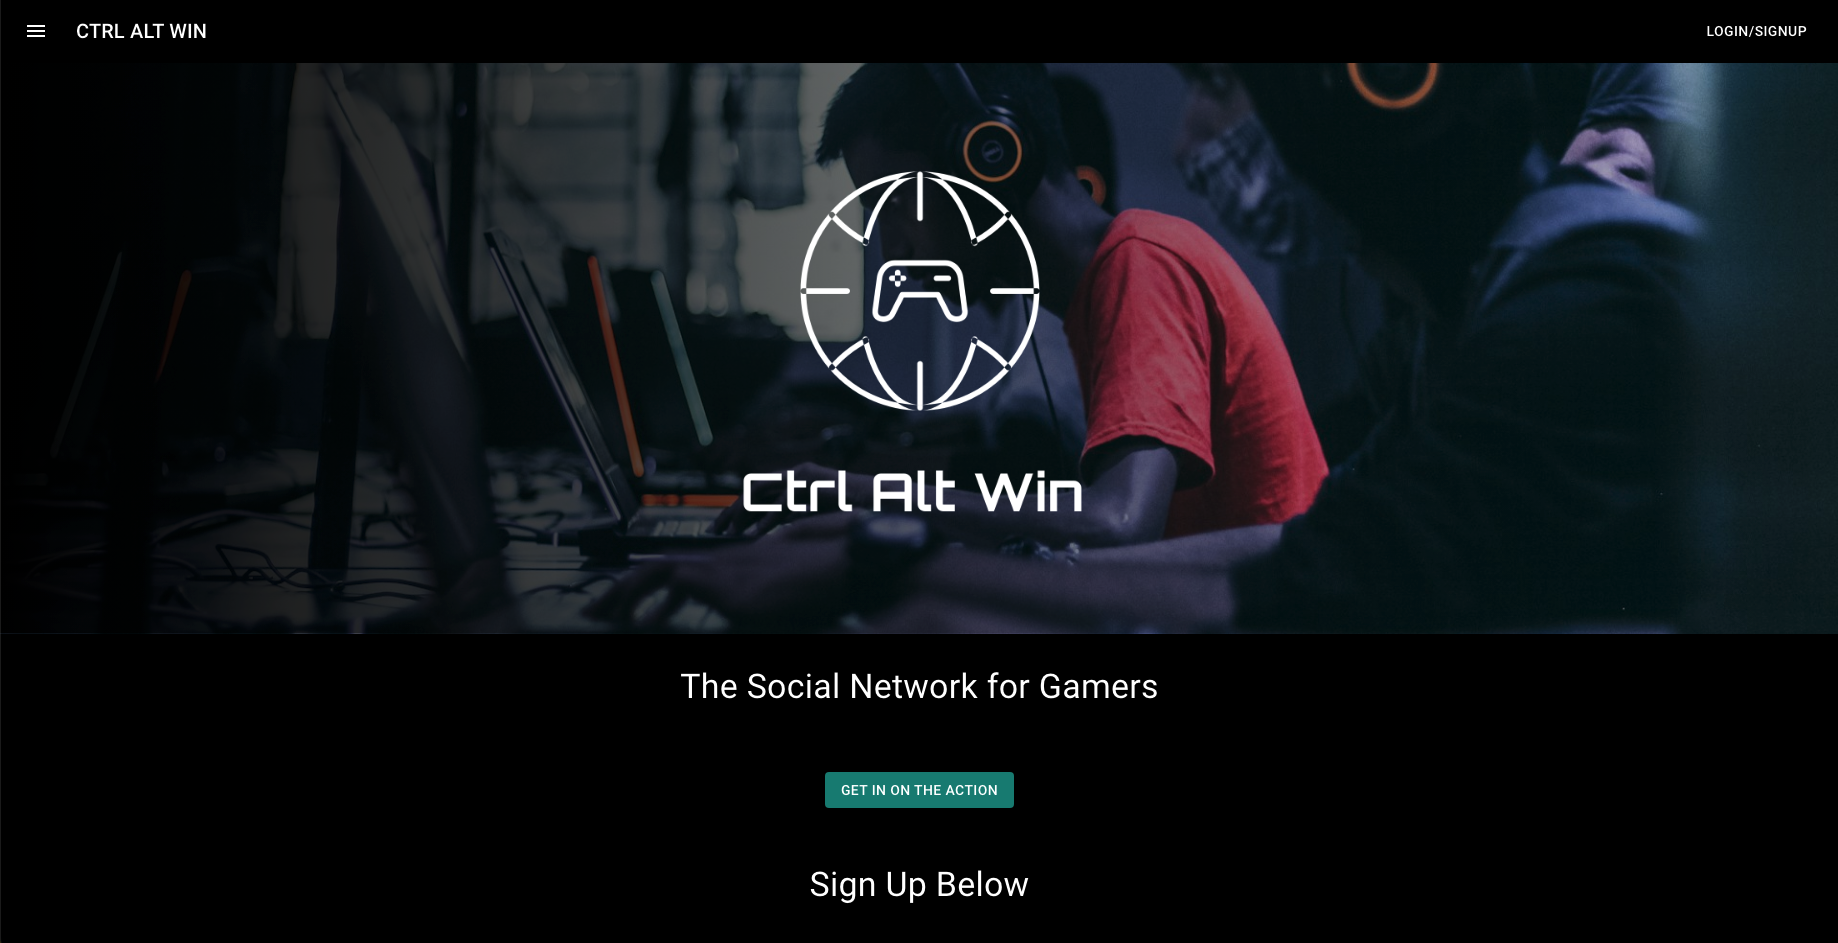 CTRL ALT WIN
LOGIN/SIGNUP
Ctrl Alt Win
The Social Network for Gamers
GET IN ON THE ACTION
Sign Up Below